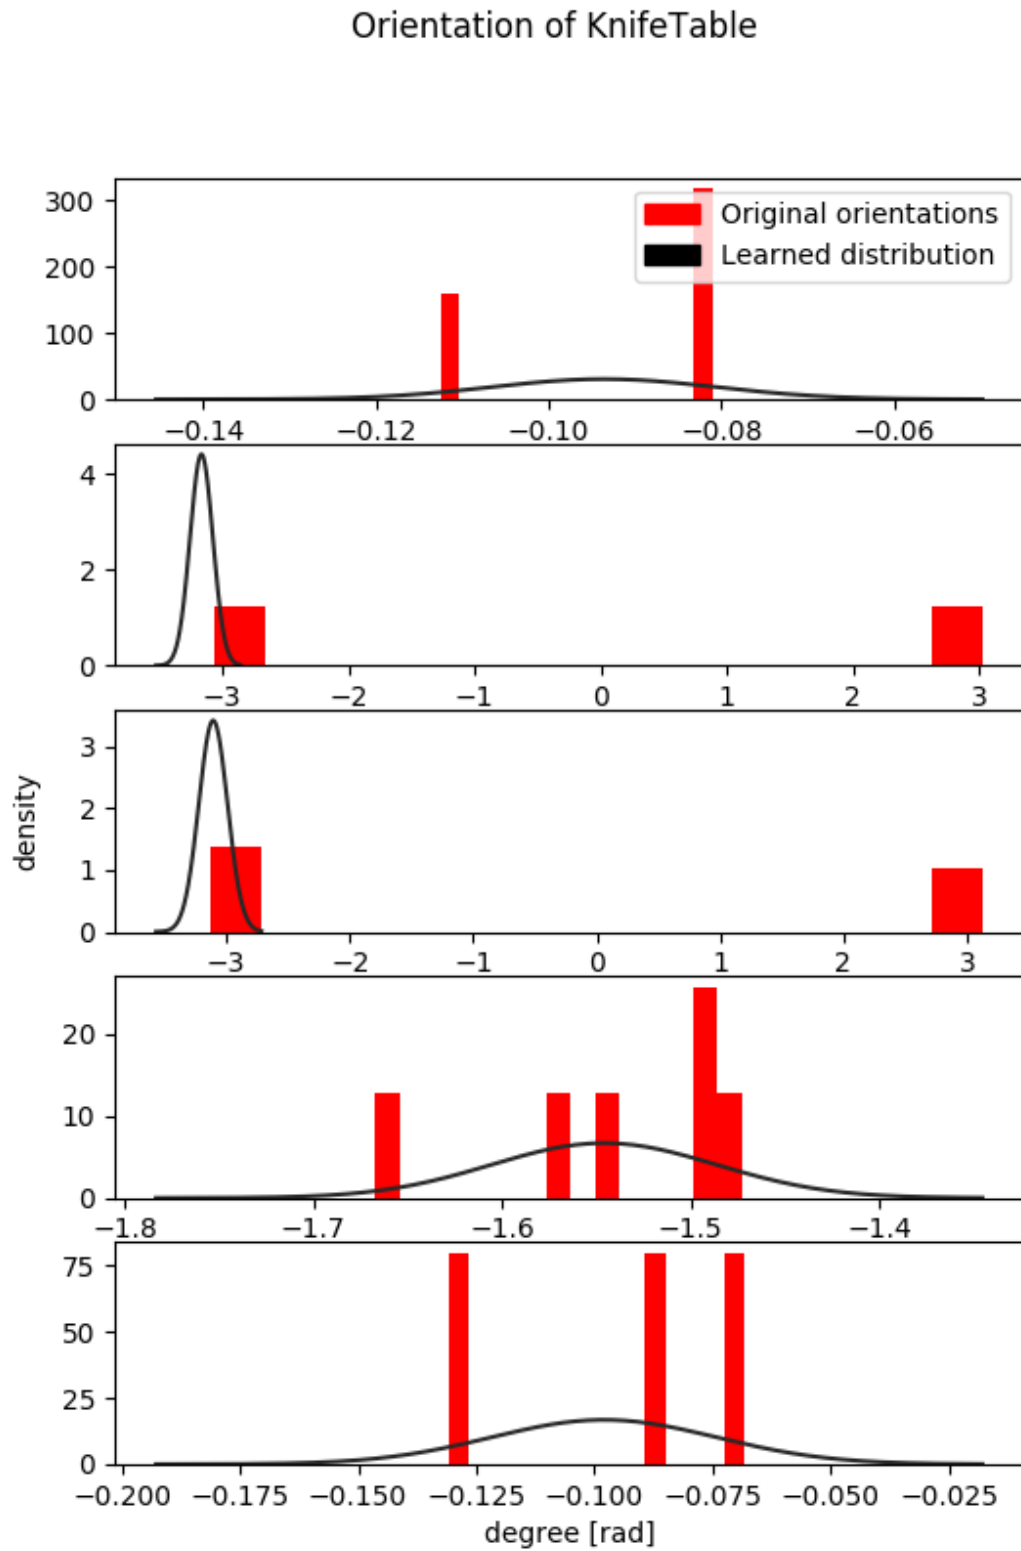 Orientation of KnifeTable
Original orientations
Learned distribution
300
200
100
0
−0.14 −0.12 −0.10 −0.08 −0.06
4
2
0
−3 −2 −1 0 1 2 3
3
2
1
0
−3 −2 −1 0 1 2 3
density
20
10
0
−1.8 −1.7 −1.6 −1.5 −1.4
75
50
25
0
−0.200 −0.175 −0.150 −0.125 −0.100 −0.075 −0.050 −0.025
degree [rad]